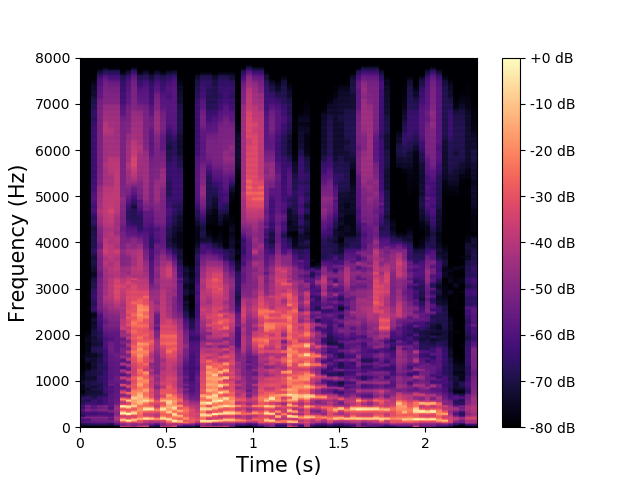 8000
7000
6000
5000
4000
3000
2000
1000
0
Frequency (Hz)
0 0.5 1 1.5 2
Time (s)
+0 dB
-10 dB
-20 dB
-30 dB
-40 dB
-50 dB
-60 dB
-70 dB
-80 dB